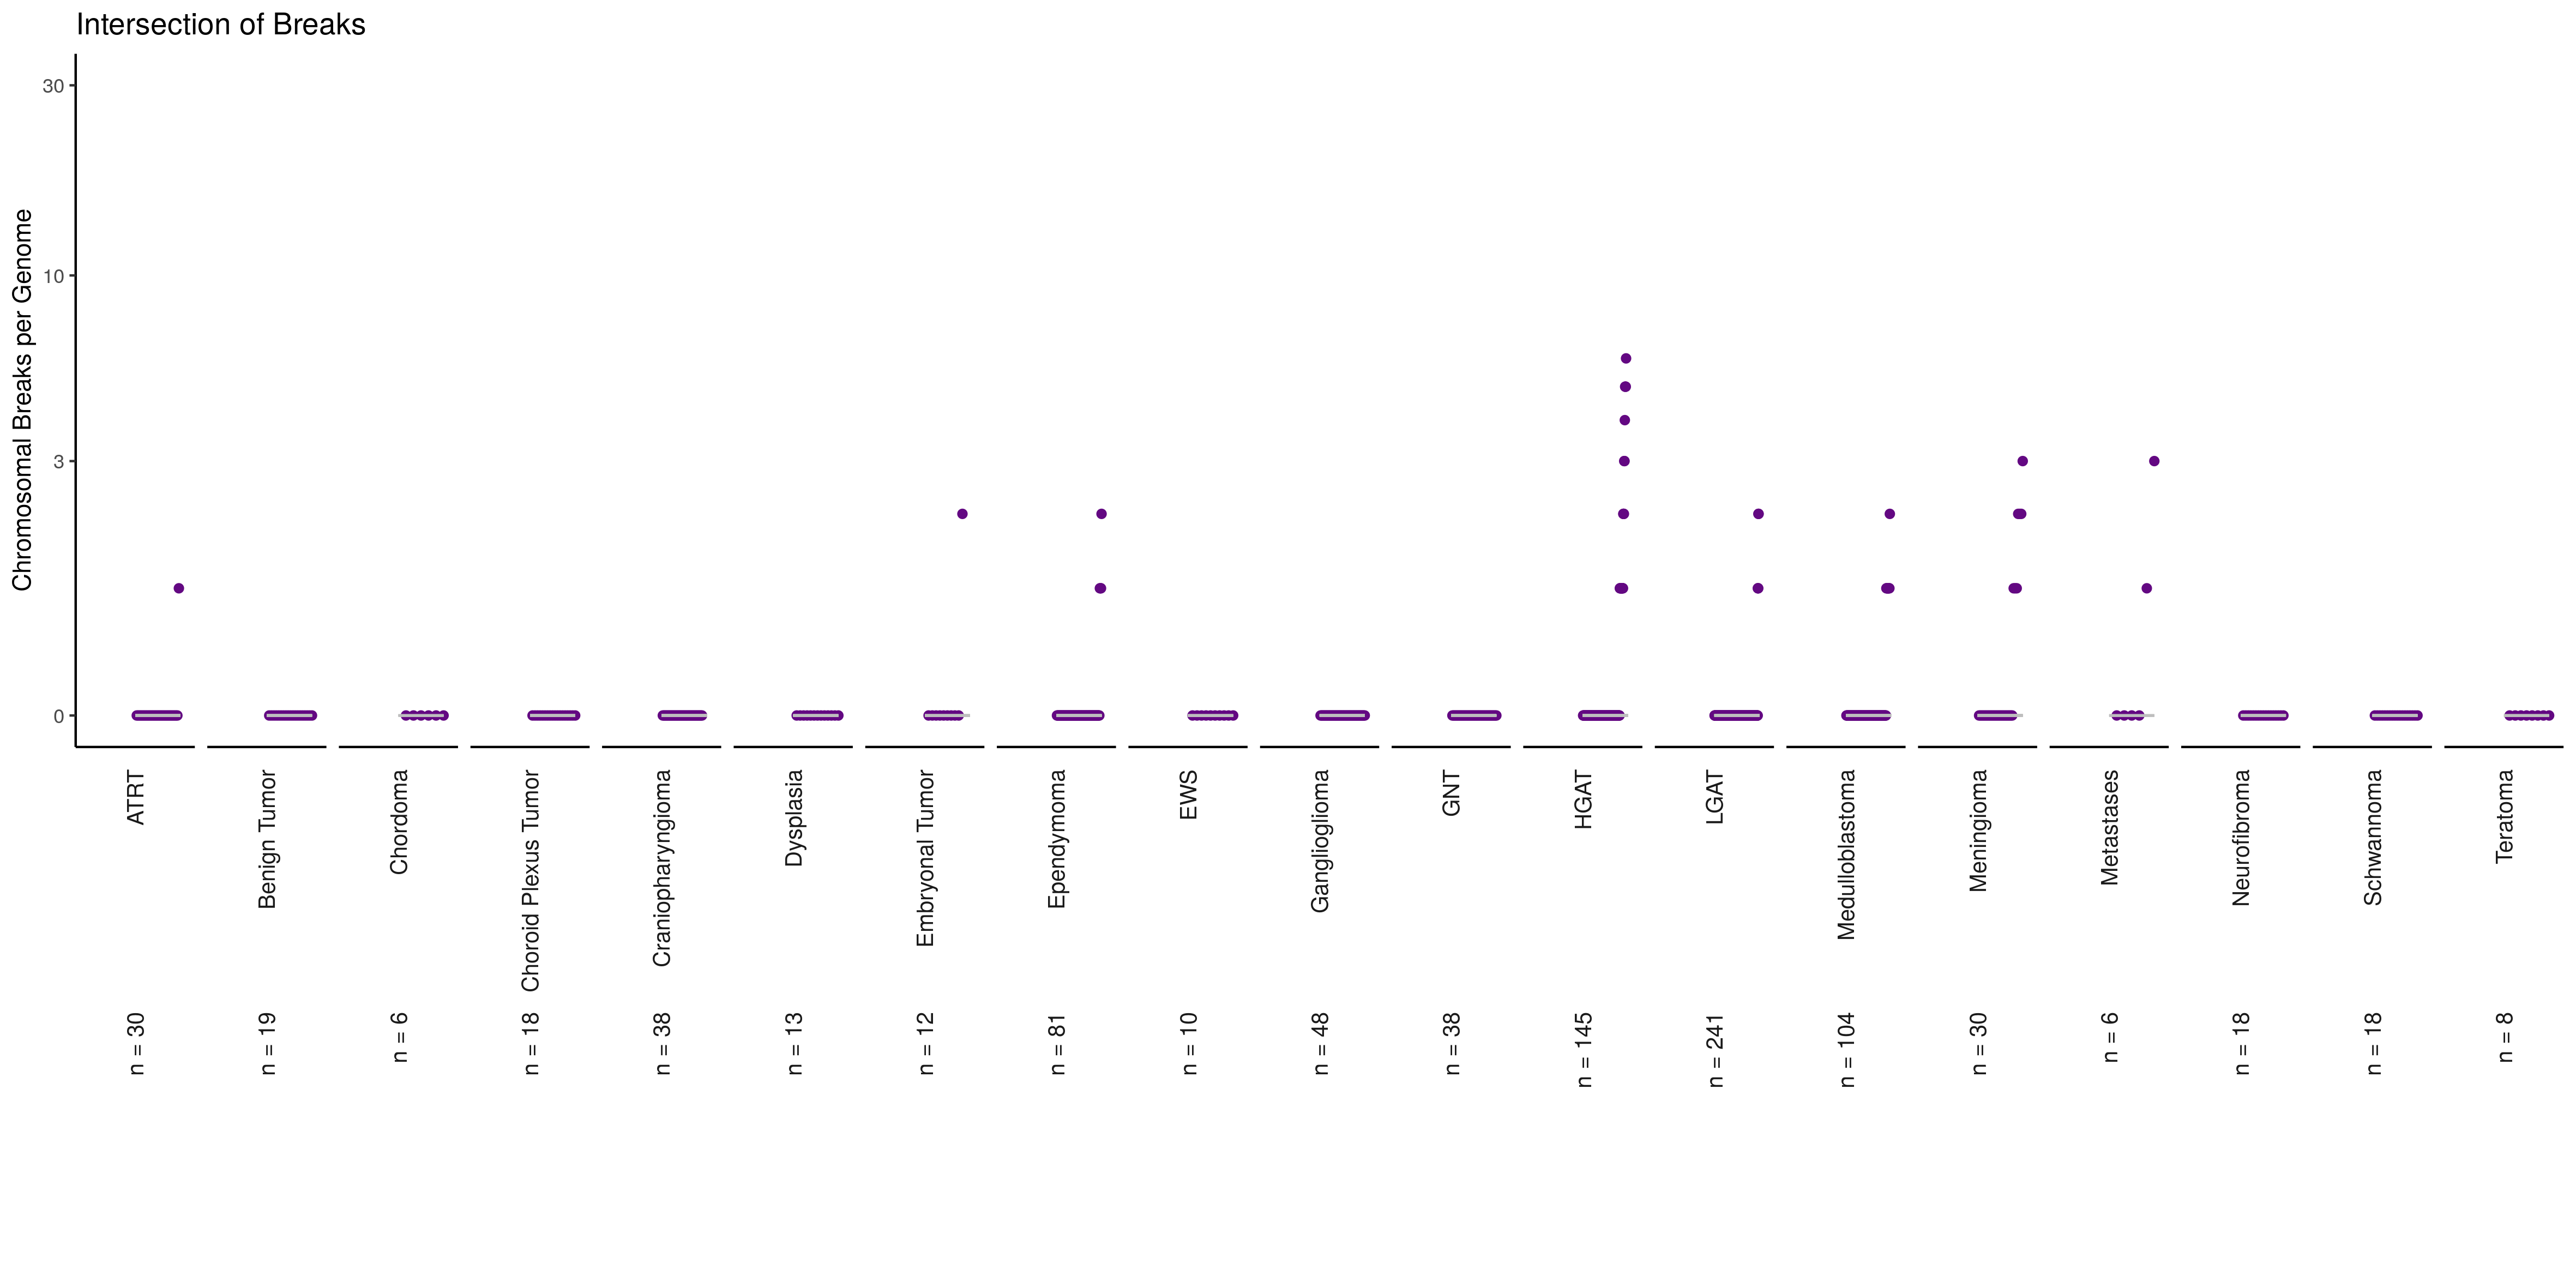 Intersection of Breaks
Chromosomal Breaks per Genome
30
10
3
0
ATRT
Benign Tumor
Chordoma
Choroid Plexus Tumor
Craniopharyngioma
Dysplasia
Embryonal Tumor
Ependymoma
EWS
Ganglioglioma
GNT
HGAT
LGAT
Medulloblastoma
Meningioma
Metastases
Neurofibroma
Schwannoma
Teratoma
n = 30
n = 19
n = 6
n = 18
n = 38
n = 13
n = 12
n = 81
n = 10
n = 48
n = 38
n = 145
n = 241
n = 104
n = 30
n = 6
n = 18
n = 18
n = 8